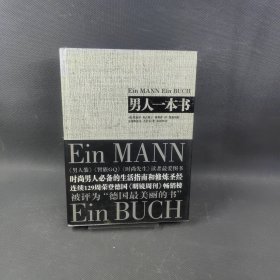 Ein MANN Ein BUCH
男人一本书
Ein MANN
《男人装》《智族GQ》《时尚先生》读者最爱图书
时尚男人必备的生活指南和修炼圣经
连续129周荣登德国《明镜周刊》畅销榜
被评为“德国最美丽的书”
Ein BUCH